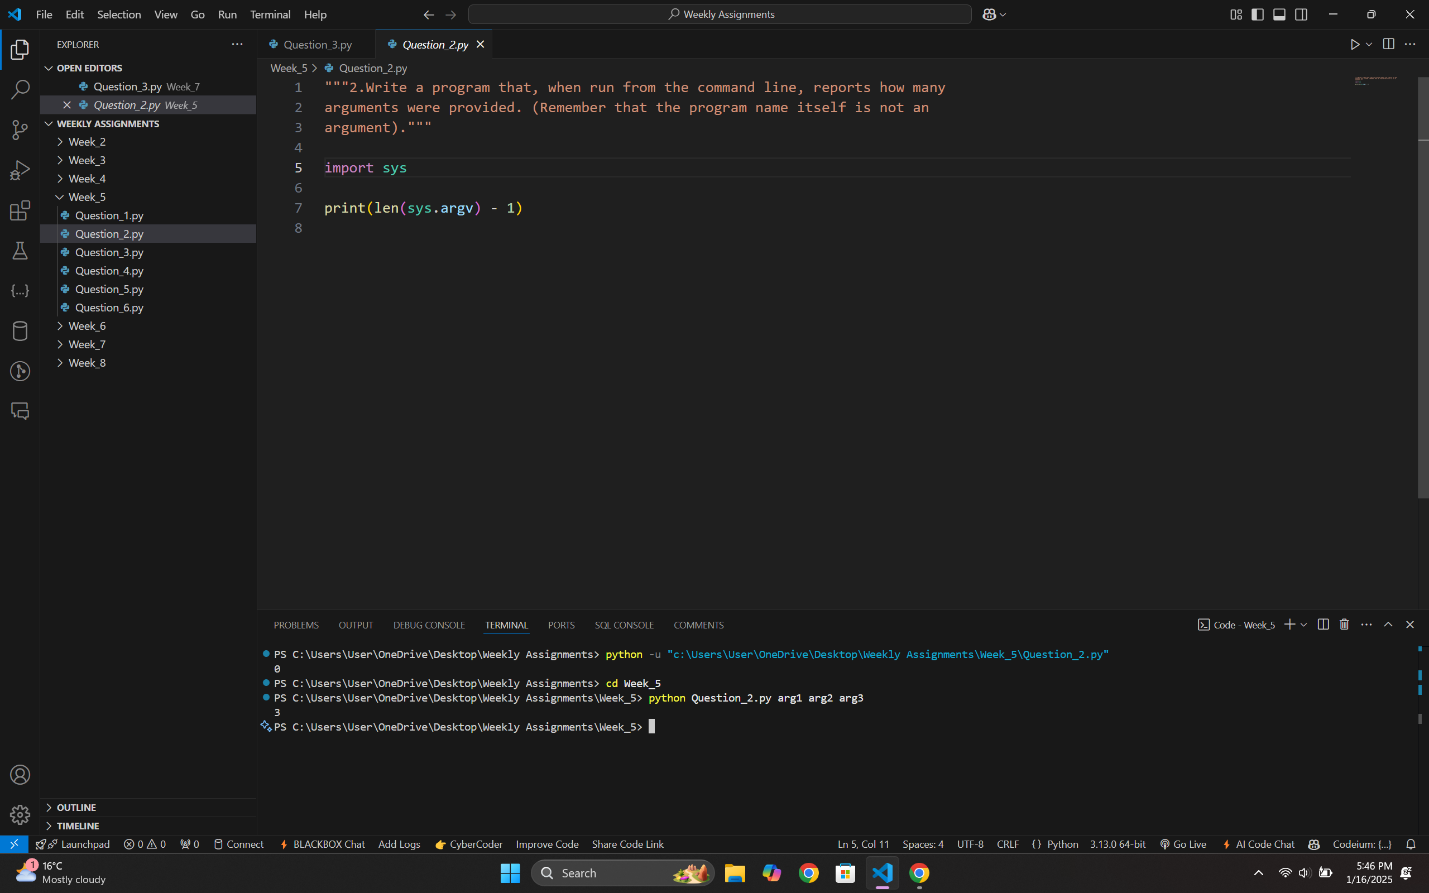 File Edit Selection View Go Run Terminal Help
Weekly Assignments
EXPLORER
OPEN EDITORS
Question_3.py Week_7
Question_2.py Week_5
WEEKLY ASSIGNMENTS
Week_2
Week_3
Week_4
Week_5
Question_1.py
Question_2.py
Question_3.py
Question_4.py
Question_5.py
Question_6.py
Week_6
Week_7
Week_8
OUTLINE
TIMELINE
Question_3.py Question_2.py
Week_5 > Question_2.py
1 """2.Write a program that, when run from the command line, reports how many
2 arguments were provided. (Remember that the program name itself is not an
3 argument)."""
4
5 import sys
6
7 print(len(sys.argv) - 1)
8
PROBLEMS OUTPUT DEBUG CONSOLE TERMINAL PORTS SQL CONSOLE COMMENTS
Code - Week_5
PS C:\Users\User\OneDrive\Desktop\Weekly Assignments> python -u "c:\Users\User\OneDrive\Desktop\Weekly Assignments\Week_5\Question_2.py"
0
PS C:\Users\User\OneDrive\Desktop\Weekly Assignments> cd Week_5
PS C:\Users\User\OneDrive\Desktop\Weekly Assignments\Week_5> python Question_2.py arg1 arg2 arg3
3
PS C:\Users\User\OneDrive\Desktop\Weekly Assignments\Week_5>
Launchpad 0 0 0 Connect BLACKBOX Chat Add Logs CyberCoder Improve Code Share Code Link Ln 5, Col 11 Spaces: 4 UTF-8 CRLF Python 3.13.0 64-bit Go Live AI Code Chat Codeium: {...}
1
16°C
Mostly cloudy
Search
5:46 PM
1/16/2025